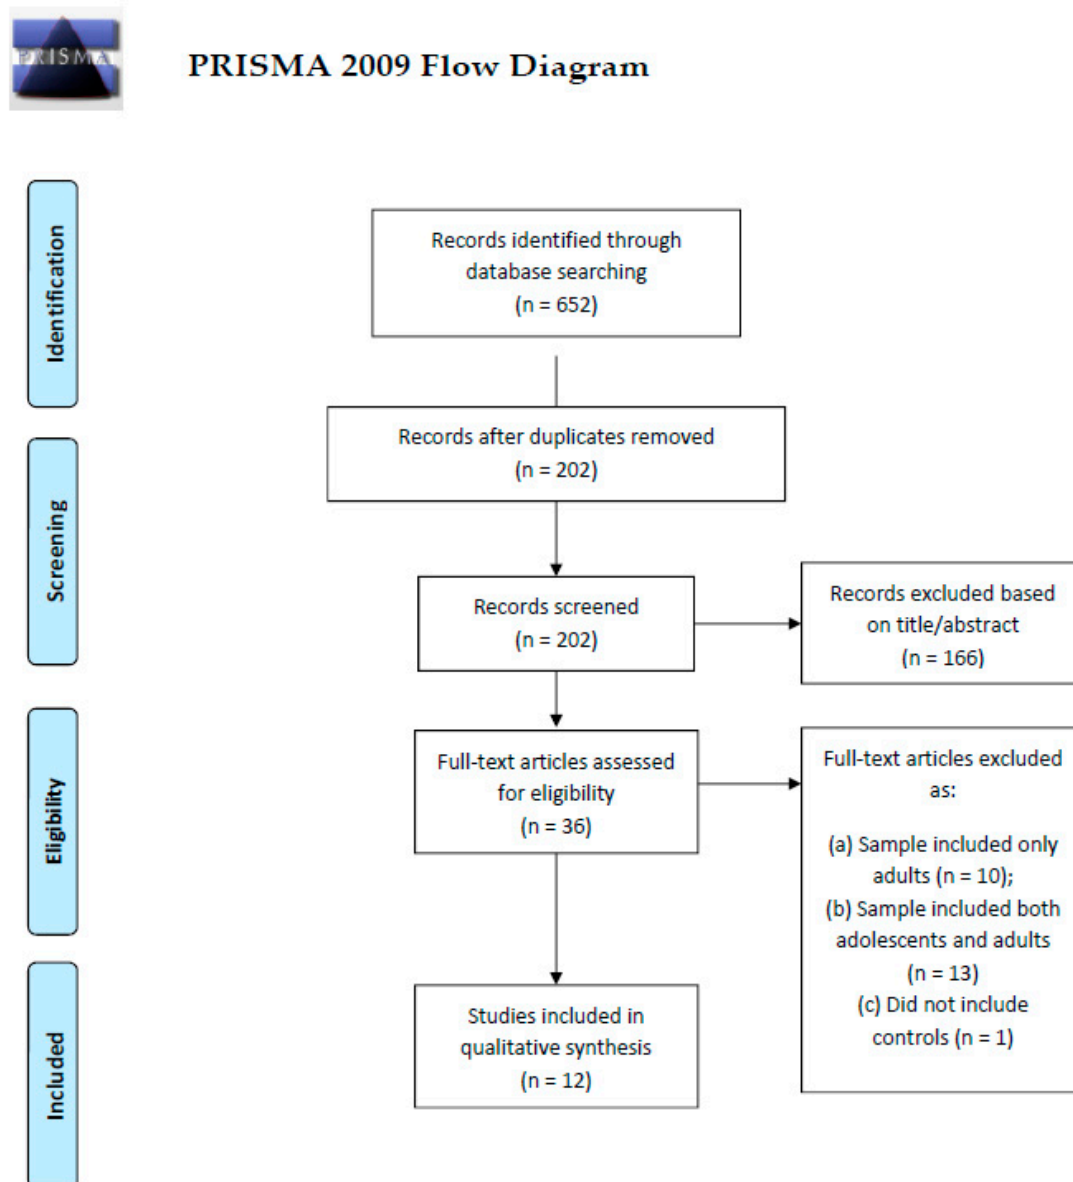 PRISMA
PRISMA 2009 Flow Diagram
Identification
Records identified through
database searching
(n = 652)
Records after duplicates removed
(n = 202)
Screening
Records screened
(n = 202)
Records excluded based
on title/abstract
(n = 166)
Eligibility
Full-text articles assessed
for eligibility
(n = 36)
Full-text articles excluded
as:
(a) Sample included only
adults (n = 10);
(b) Sample included both
adolescents and adults
(n = 13)
(c) Did not include
controls (n = 1)
Included
Studies included in
qualitative synthesis
(n = 12)